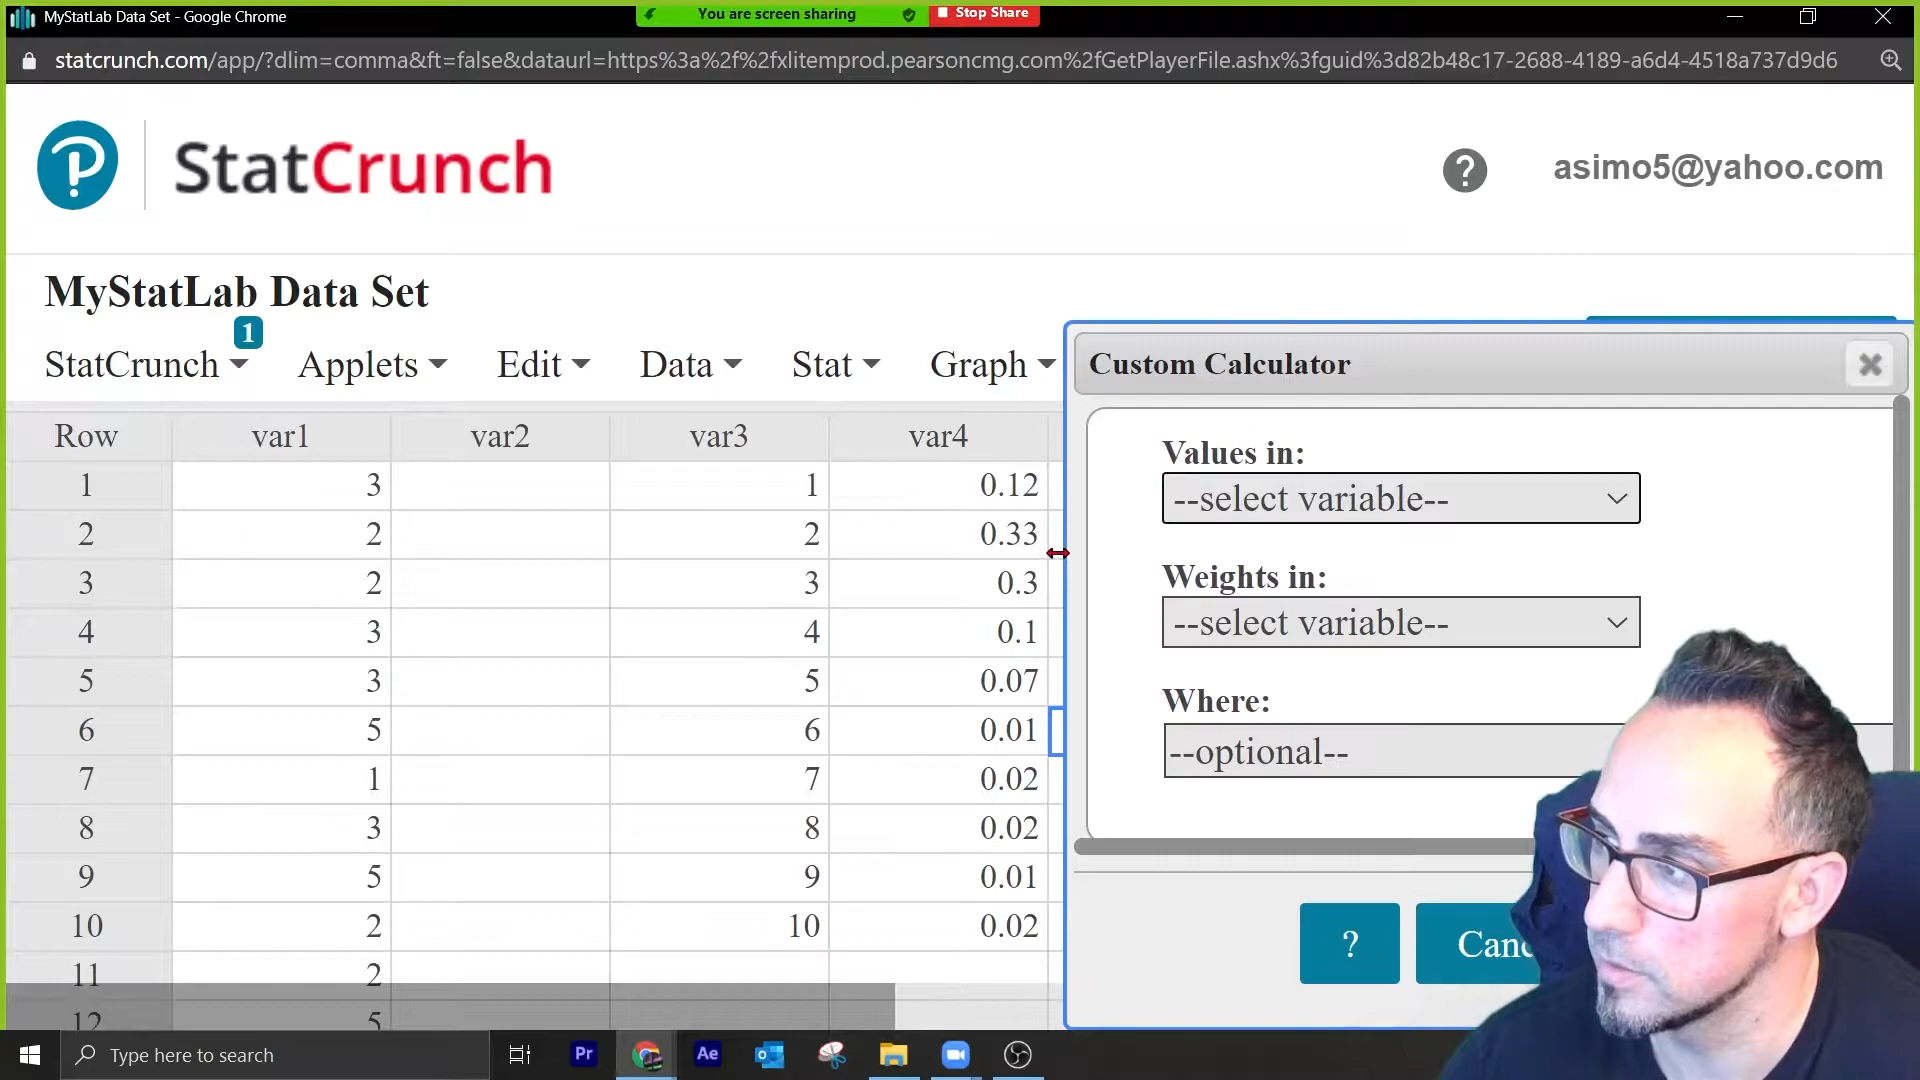 MyStatLab Data Set - Google Chrome
You are screen sharing
Stop Share
statcrunch.com/app/?dlim=comma&ft=false&dataurl=https%3a%2f%2fxlitemprod.pearsoncmg.com%2fGetPlayerFile.ashx%3fguid%3d82b48c17-2688-4189-a6d4-4518a737d9d6
StatCrunch
?
asimo5@yahoo.com
MyStatLab Data Set
1
StatCrunch Applets Edit Data Stat Graph
Row var1 var2 var3 var4
1 3 1 0.12
2 2 2 0.33
3 2 3 0.3
4 3 4 0.1
5 3 5 0.07
6 5 6 0.01
7 1 7 0.02
8 3 8 0.02
9 5 9 0.01
10 2 10 0.02
11 2
12 5
Custom Calculator
Values in:
--select variable--
Weights in:
--select variable--
Where:
--optional--
?
Type here to search
Pr
Ae